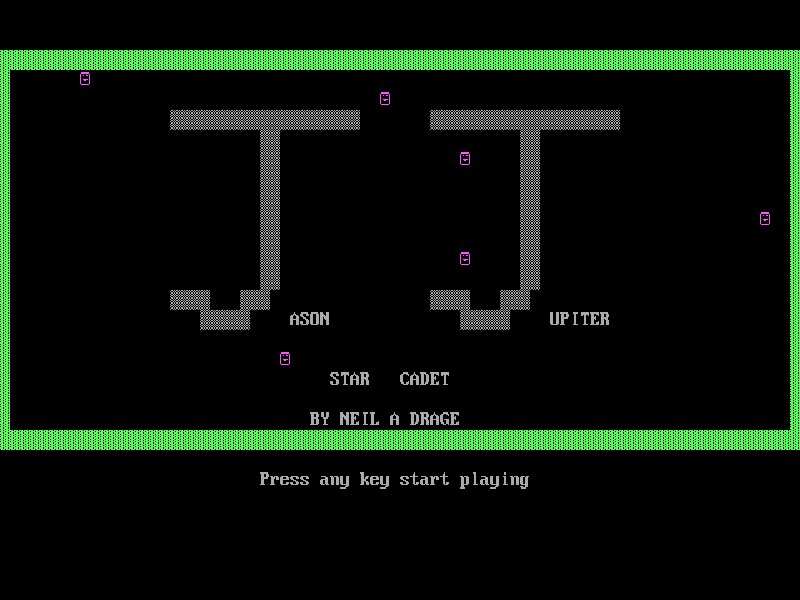 J ASON J UPITER
STAR CADET
BY NEIL A DRAGE
Press any key start playing